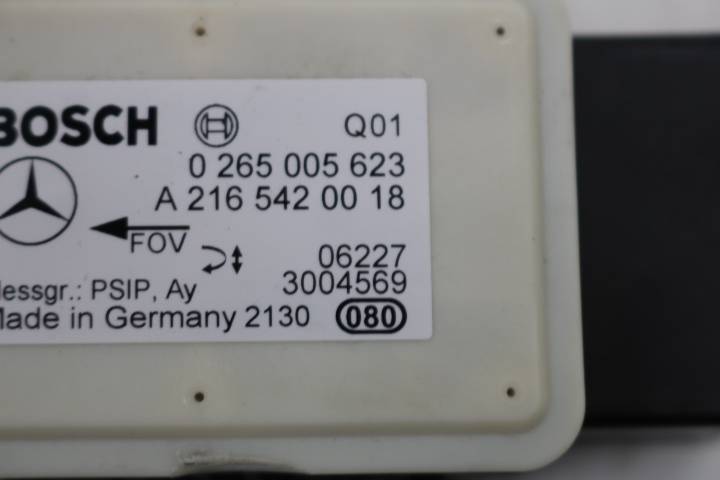 BOSCH
Q01
0 265 005 623
A 216 542 00 18
FOV
06227
3004569
essgr.: PSIP, Ay
Made in Germany 2130 080